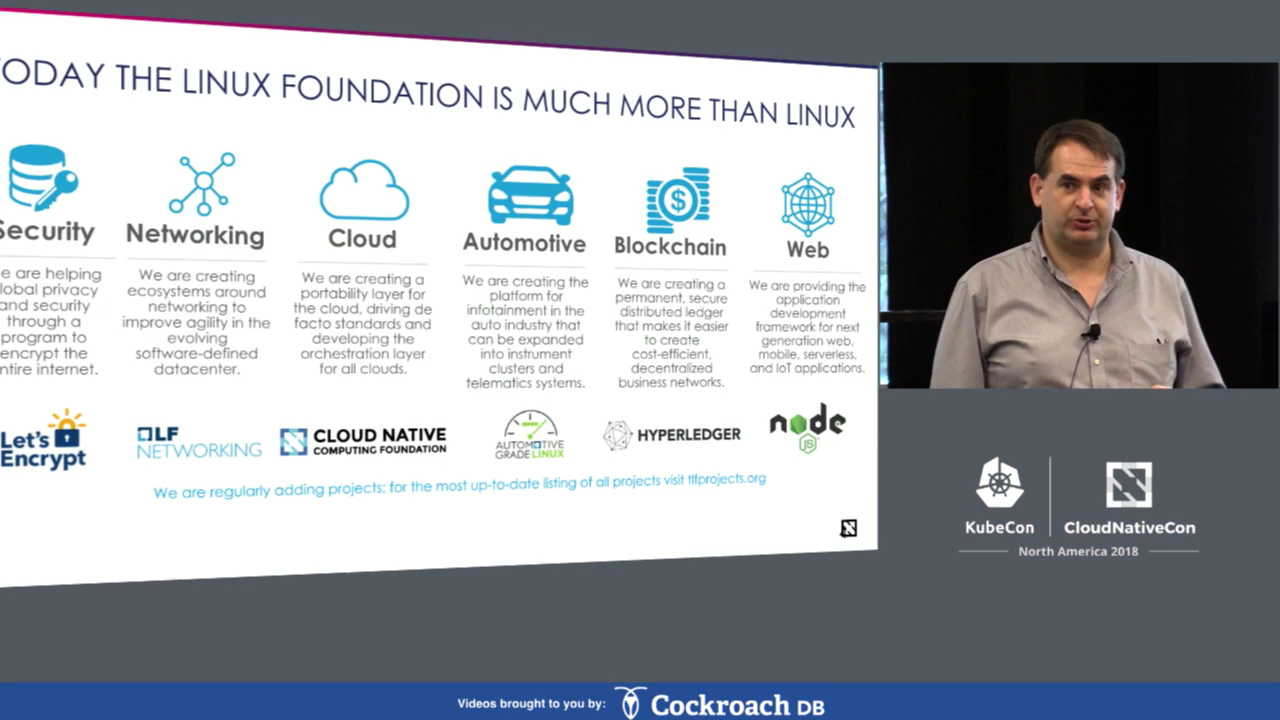 TODAY THE LINUX FOUNDATION IS MUCH MORE THAN LINUX
Security
are helping
and security
through a
program to
encrypt the
internet.
Let's
Encrypt
Networking
We are creating
ecosystems around
networking to
improve agility in the
evolving
software-defined
datacenter.
LF
NETWORKING
Cloud
We are creating a
portability layer for
the cloud, driving de
facto standards and
developing the
orchestration layer
for all clouds.
CLOUD NATIVE
COMPUTING FOUNDATION
Automotive
We are creating the
platform for
infotainment in the
auto industry that
can be expanded
into instrument
clusters and
telematics systems.
AUTOMOTIVE
GRADE LINUX
Blockchain
We are creating a
permanent, secure
distributed ledger
that makes it easier
to create
cost-efficient,
decentralized
business networks.
HYPERLEDGER
Web
We are providing the
application
development
framework for next
generation web,
mobile, serverless,
and IoT applications.
node
JS
We are regularly adding projects; for the most up-to-date listing of all projects visit tlfprojects.org
KubeCon
CloudNativeCon
North America 2018
Videos brought to you by:
Cockroach DB